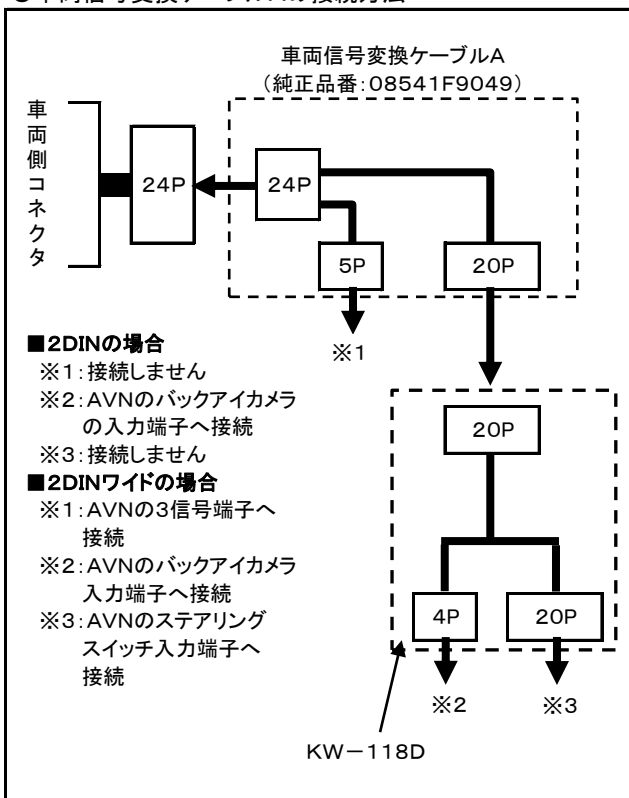 車両信号変換ケーブルA
(純正品番:08541F9049)
車両側コネクタ
24P
24P
5P
20P
※1
■2DINの場合
※1:接続しません
※2:AVNのバックアイカメラ
の入力端子へ接続
※3:接続しません
■2DINワイドの場合
※1:AVNの3信号端子へ
接続
※2:AVNのバックアイカメラ
入力端子へ接続
※3:AVNのステアリング
スイッチ入力端子へ
接続
20P
4P
20P
※2
※3
KW-118D